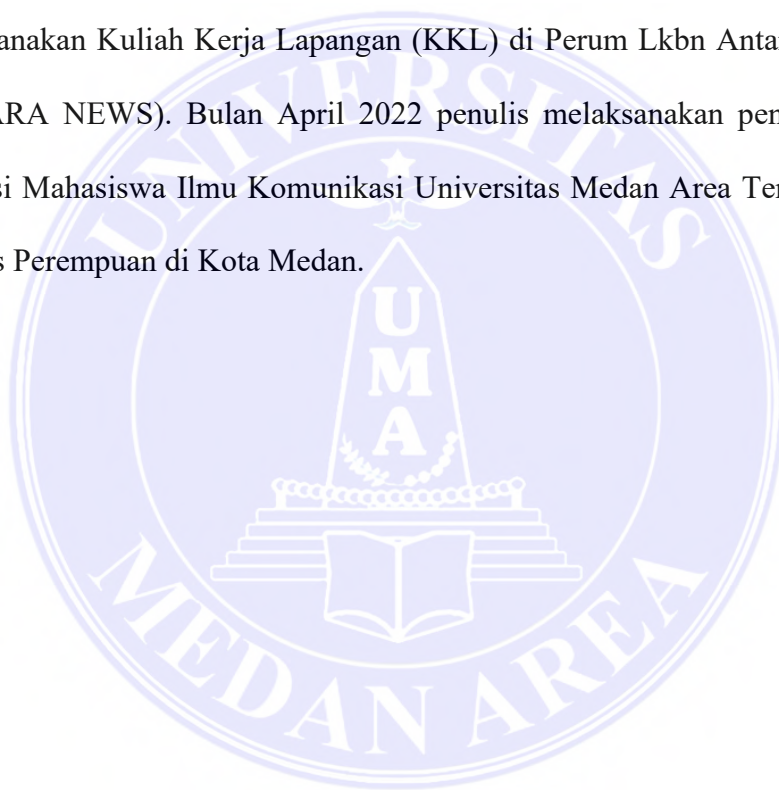 anakan Kuliah Kerja Lapangan (KKL) di Perum Lkbn Antar
ARA NEWS). Bulan April 2022 penulis melaksanakan pen
si Mahasiswa Ilmu Komunikasi Universitas Medan Area Ter
s Perempuan di Kota Medan.
UNIVERSITAS
UMA
MEDAN AREA